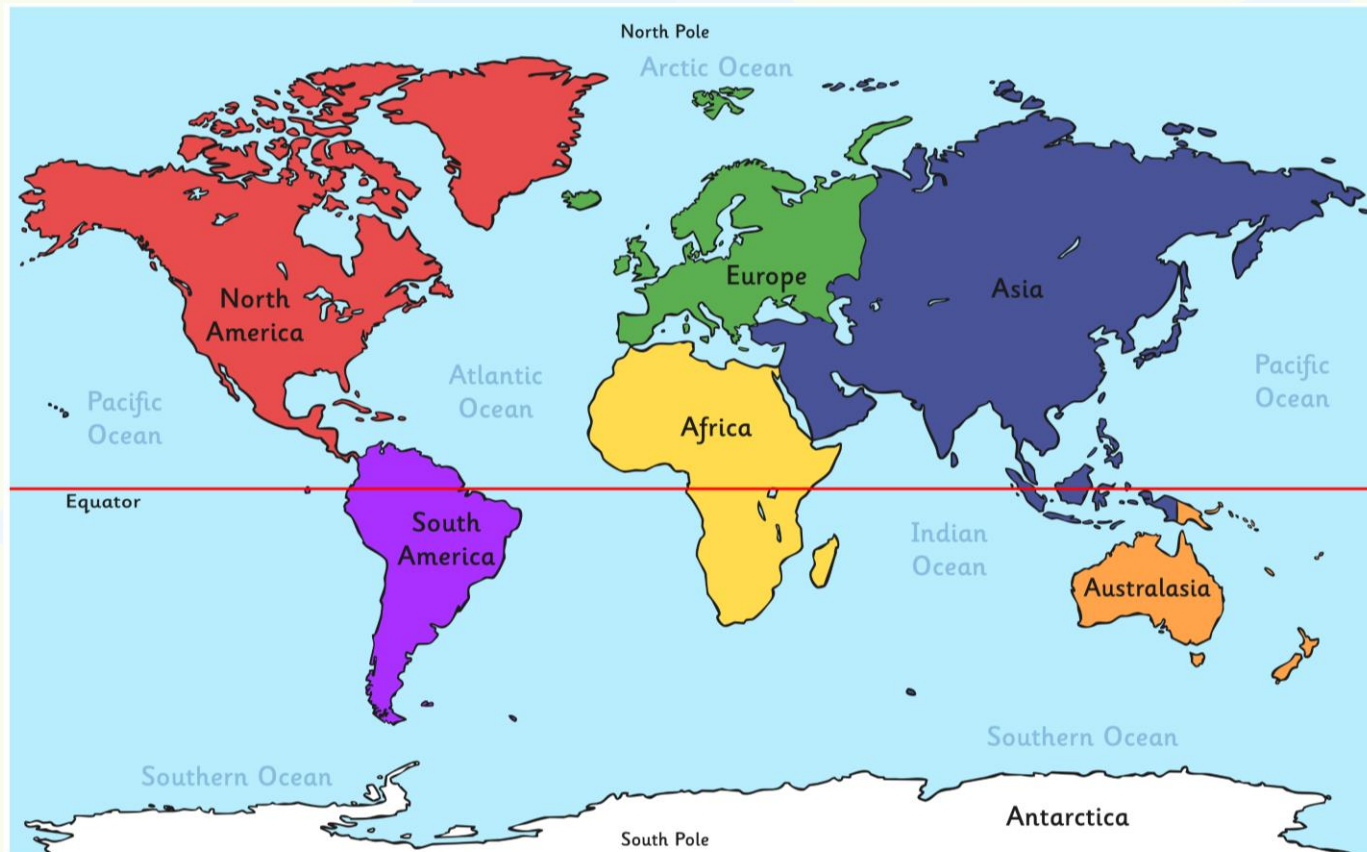 North Pole
Arctic Ocean
North
America
Europe
Asia
Atlantic
Ocean
Pacific
Ocean
Pacific
Ocean
Africa
Equator
South
America
Indian
Ocean
Australasia
Southern Ocean
Southern Ocean
Antarctica
South Pole